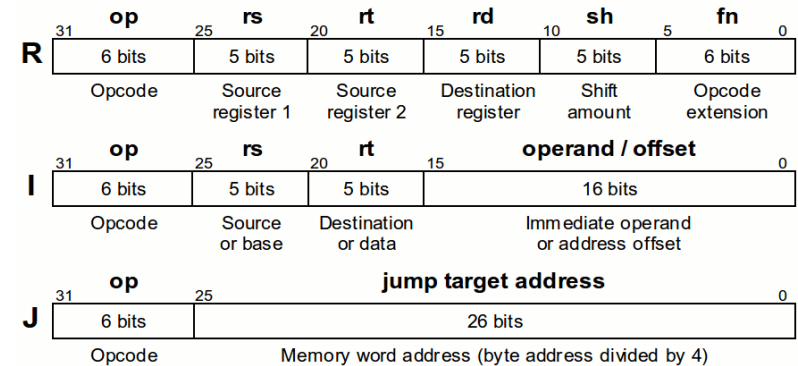 op rs rt rd sh fn
31 25 20 15 10 5 0
R 6 bits 5 bits 5 bits 5 bits 5 bits 6 bits
Opcode Source Source Destination Shift Opcode
register 1 register 2 register amount extension
op rs rt operand / offset
31 25 20 15 0
I 6 bits 5 bits 5 bits 16 bits
Opcode Source Destination Immediate operand
or base or data or address offset
op jump target address
31 25 0
J 6 bits 26 bits
Opcode Memory word address (byte address divided by 4)